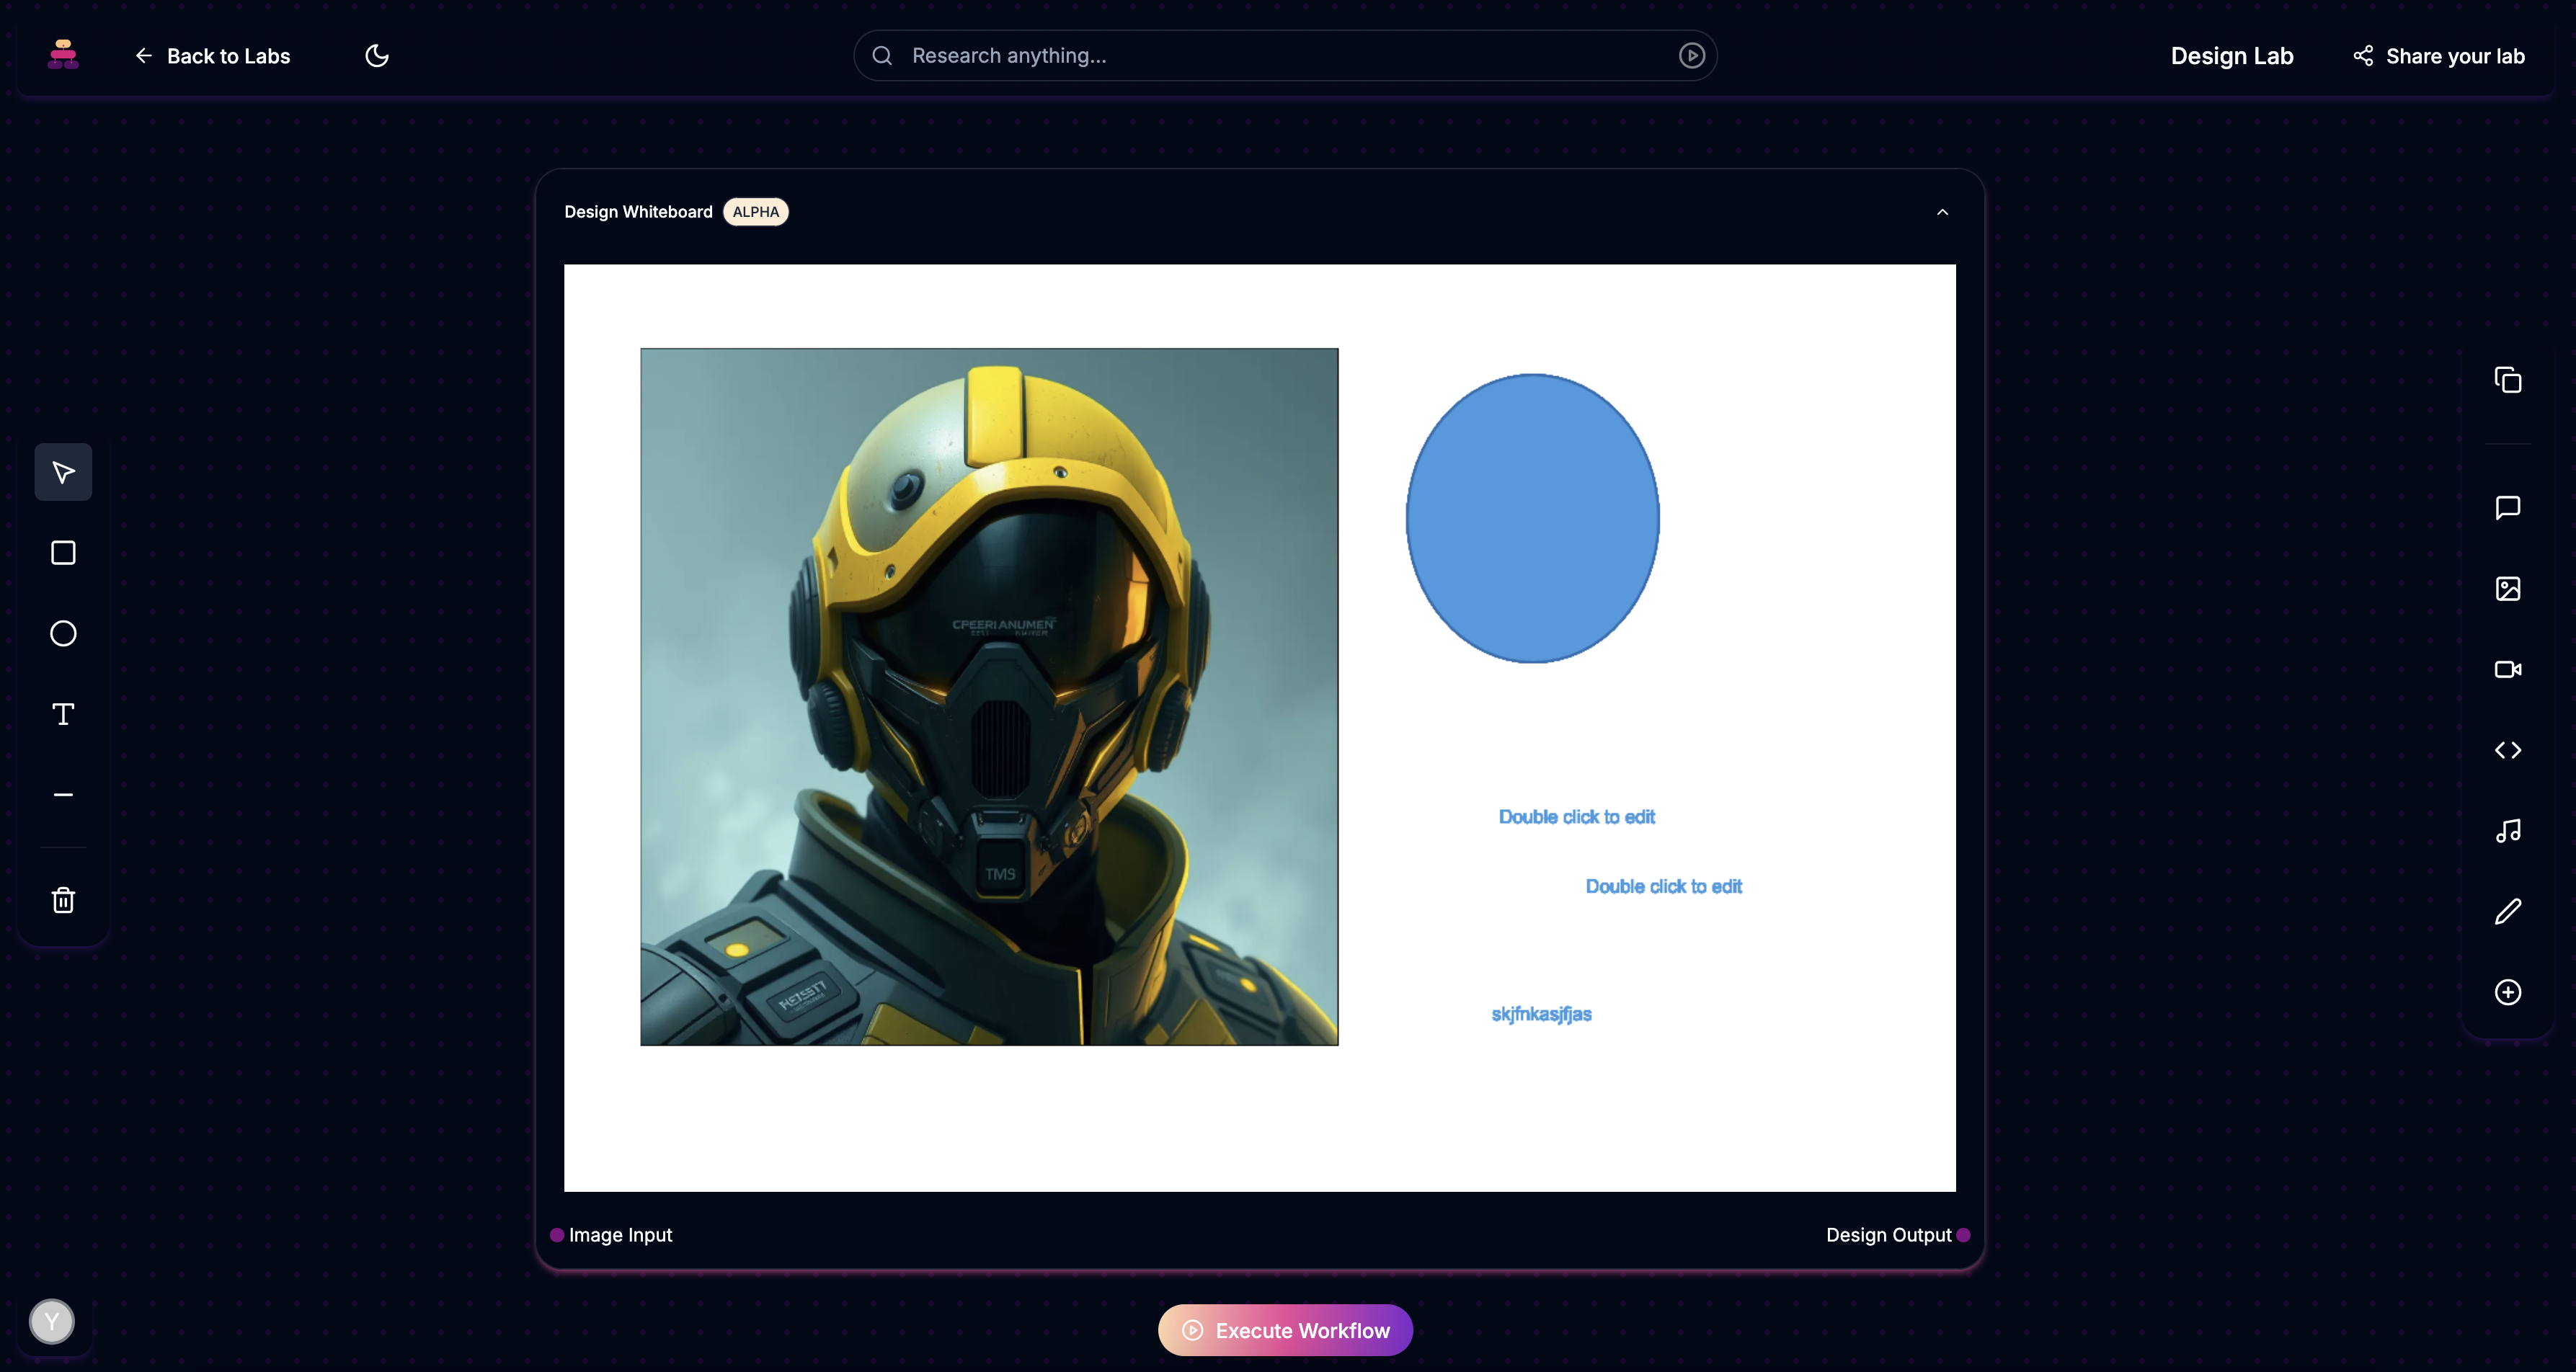 Back to Labs
Research anything...
Design Lab
Share your lab
Design Whiteboard
ALPHA
CPEERIANUMEN
TMS
Double click to edit
Double click to edit
skjfnkasjfjas
Image Input
Design Output
Y
Execute Workflow